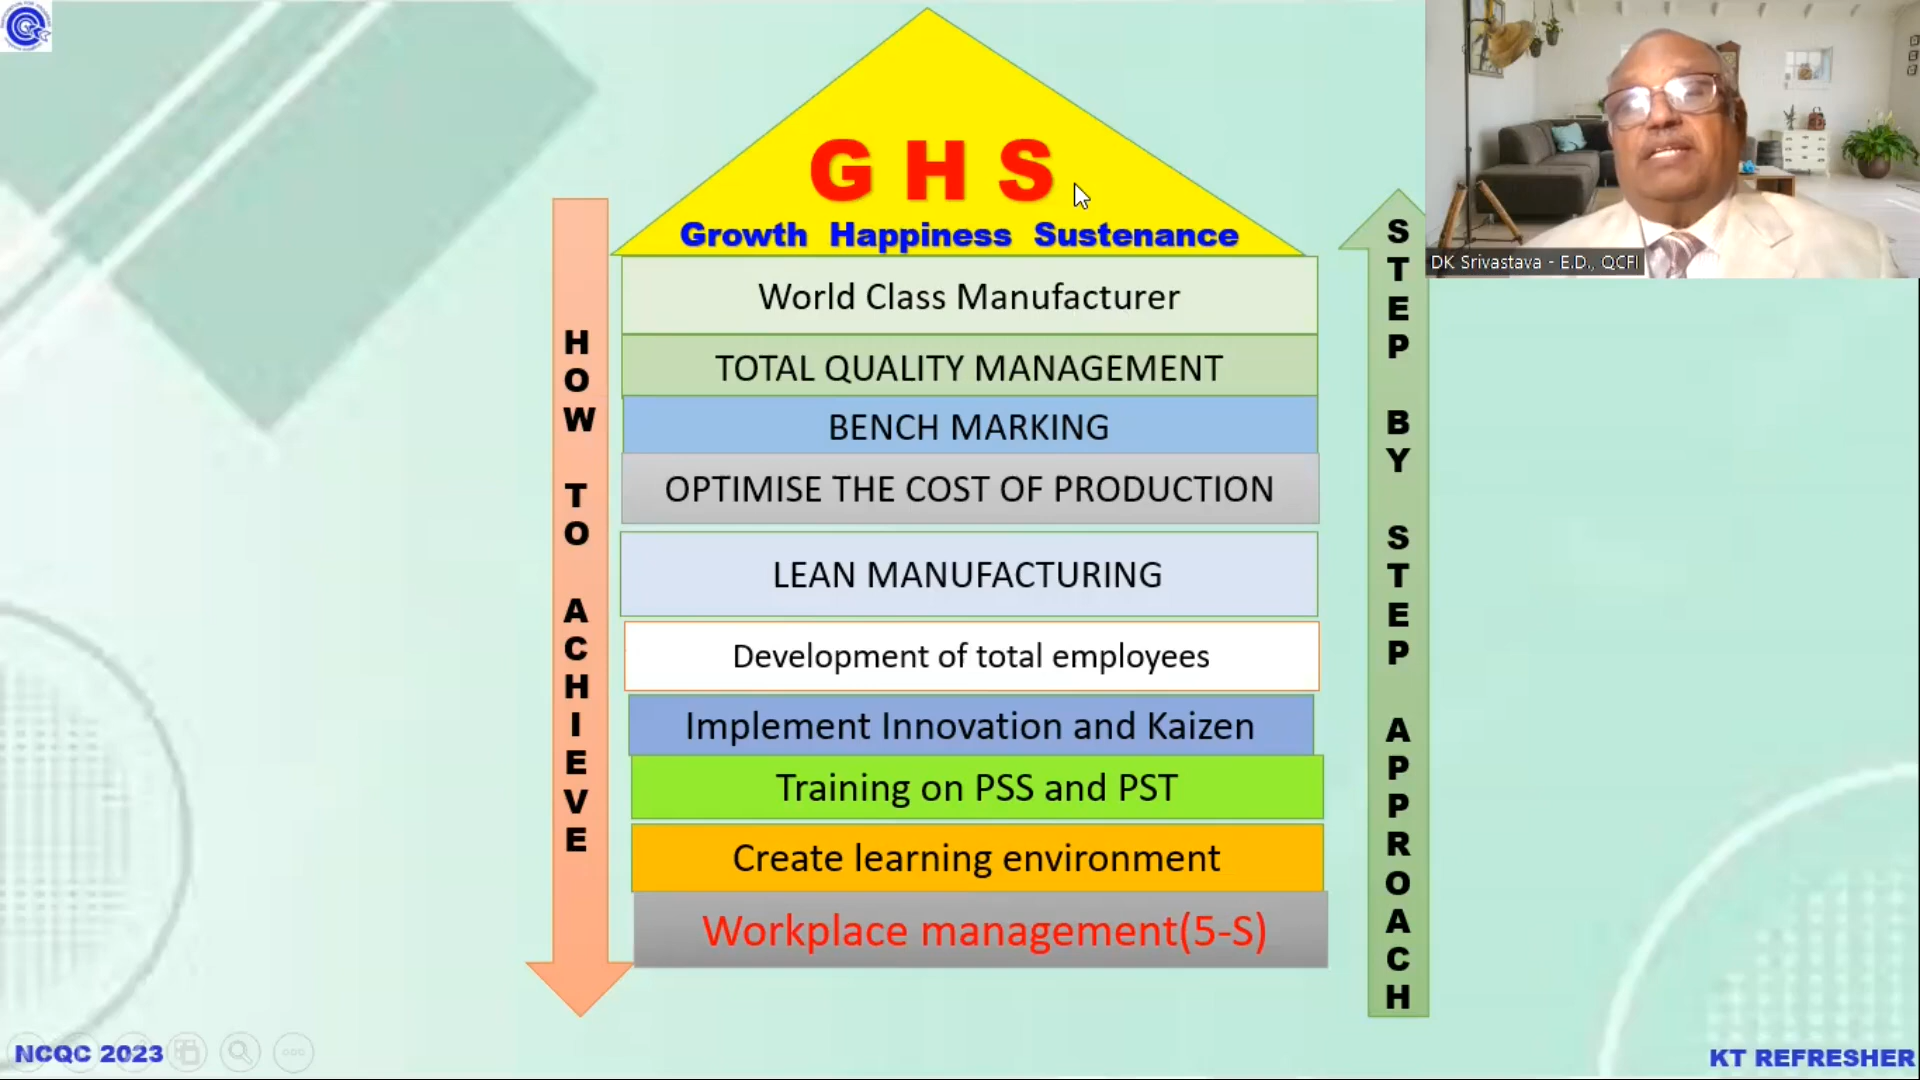 G H S
Growth Happiness Sustenance
World Class Manufacturer
TOTAL QUALITY MANAGEMENT
BENCH MARKING
OPTIMISE THE COST OF PRODUCTION
LEAN MANUFACTURING
Development of total employees
Implement Innovation and Kaizen
Training on PSS and PST
Create learning environment
Workplace management(5-S)
HOW TO ACHIEVE
STEP BY STEP APPROACH
DK Srivastava - E.D., QCFI
NCQC 2023
KT REFRESHER